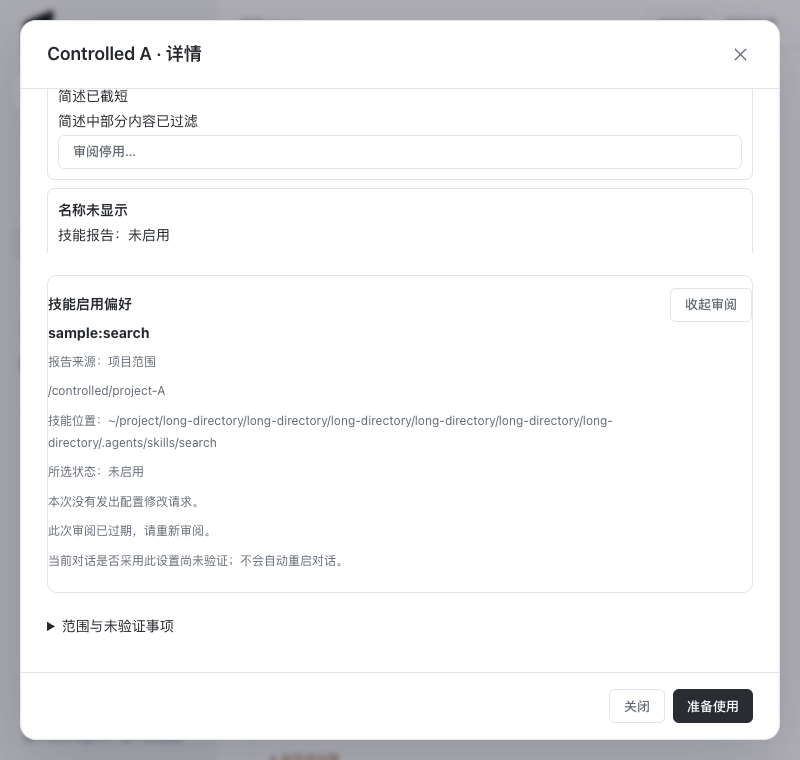 Controlled A · 详情
简述已截短
简述中部分内容已过滤
审阅停用...
名称未显示
技能报告：未启用
技能启用偏好
收起审阅
sample:search
报告来源：项目范围
/controlled/project-A
技能位置：~/project/long-directory/long-directory/long-directory/long-directory/long-directory/long-
directory/.agents/skills/search
所选状态：未启用
本次没有发出配置修改请求。
此次审阅已过期，请重新审阅。
当前对话是否采用此设置尚未验证；不会自动重启对话。
▶ 范围与未验证事项
关闭
准备使用